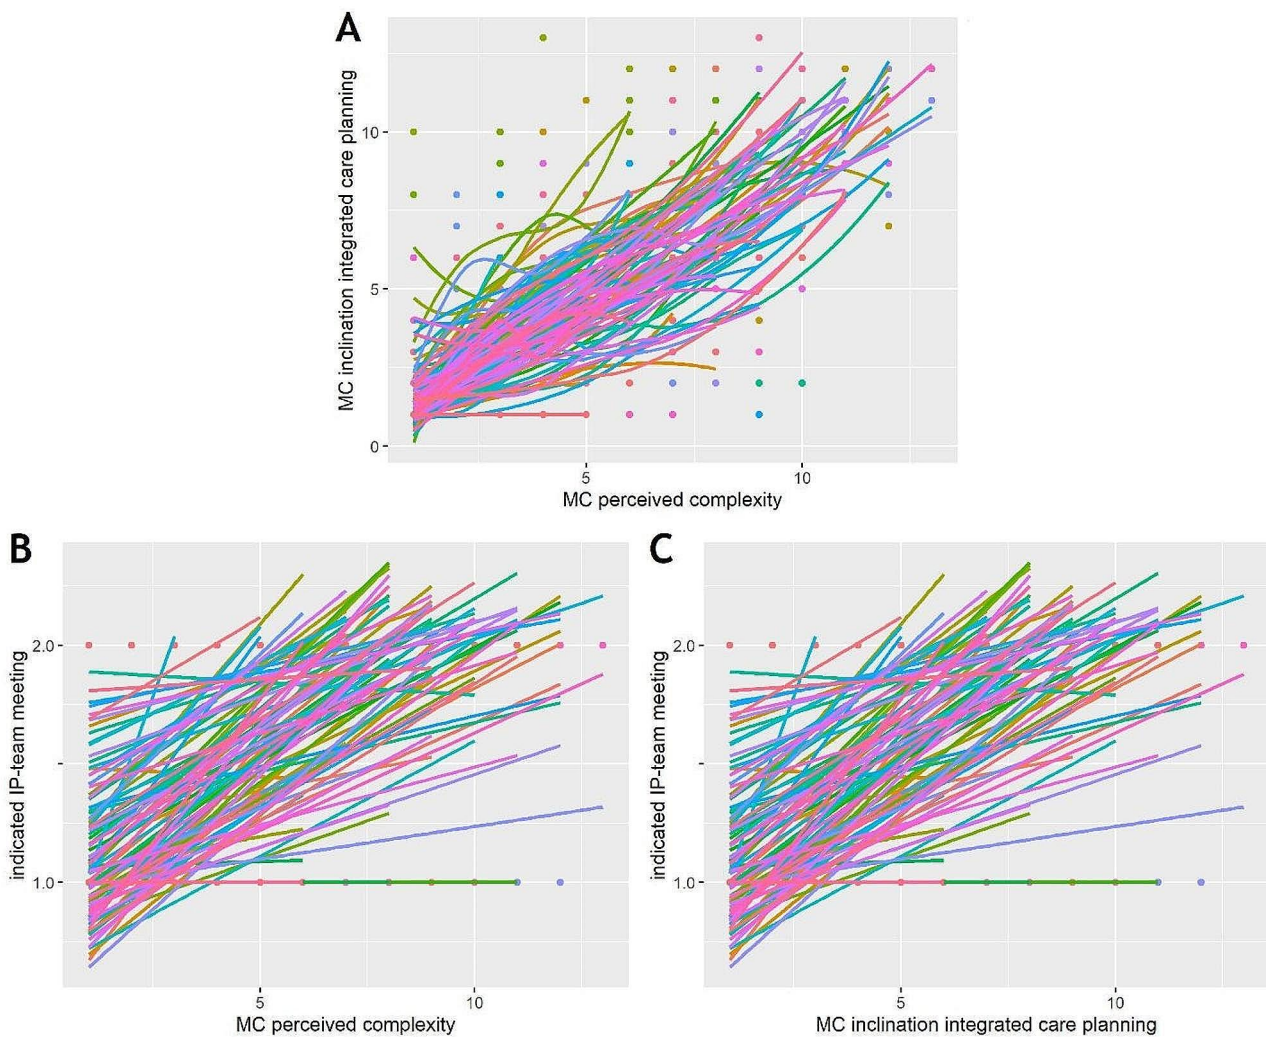 A
MC inclination integrated care planning
10
5
0
5
10
MC perceived complexity
B
indicated IP-team meeting
2.0
1.0
5
10
MC perceived complexity
C
indicated IP-team meeting
2.0
1.0
5
10
MC inclination integrated care planning